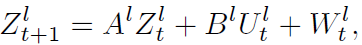 Z^l_{t+1} = A^l Z^l_t + B^l U^l_t + W^l_t,